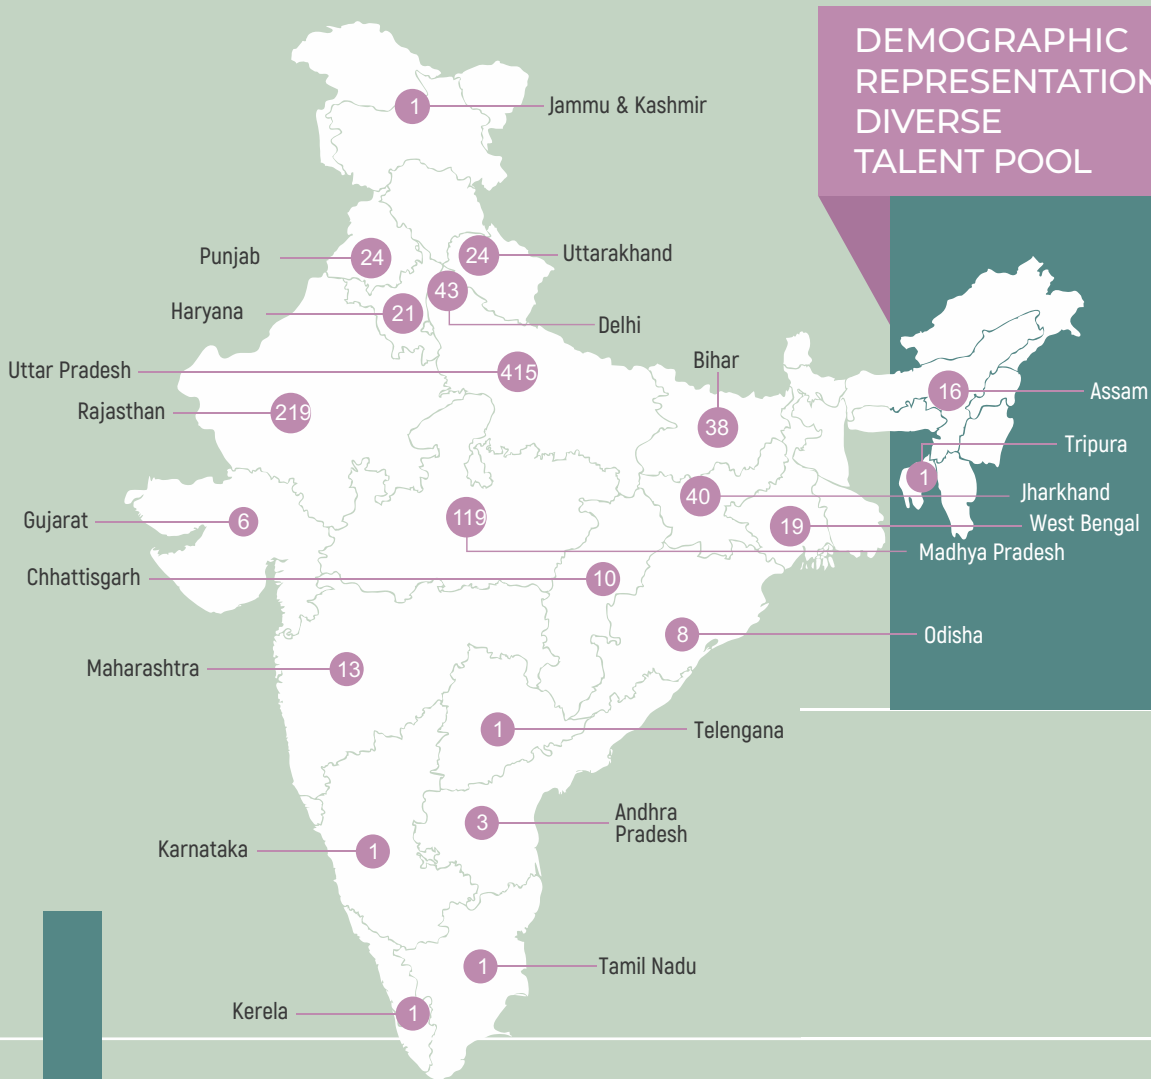 DEMOGRAPHIC
REPRESENTATION
DIVERSE
TALENT POOL
1
Jammu & Kashmir
Punjab
24
24
Uttarakhand
43
Haryana
21
Delhi
Uttar Pradesh
415
Bihar
Rajasthan
219
38
16
Assam
Tripura
1
40
Jharkhand
Gujarat
6
119
19
West Bengal
Madhya Pradesh
Chhattisgarh
10
8
Odisha
Maharashtra
13
1
Telengana
3
Andhra
Pradesh
Karnataka
1
1
Tamil Nadu
Kerela
1